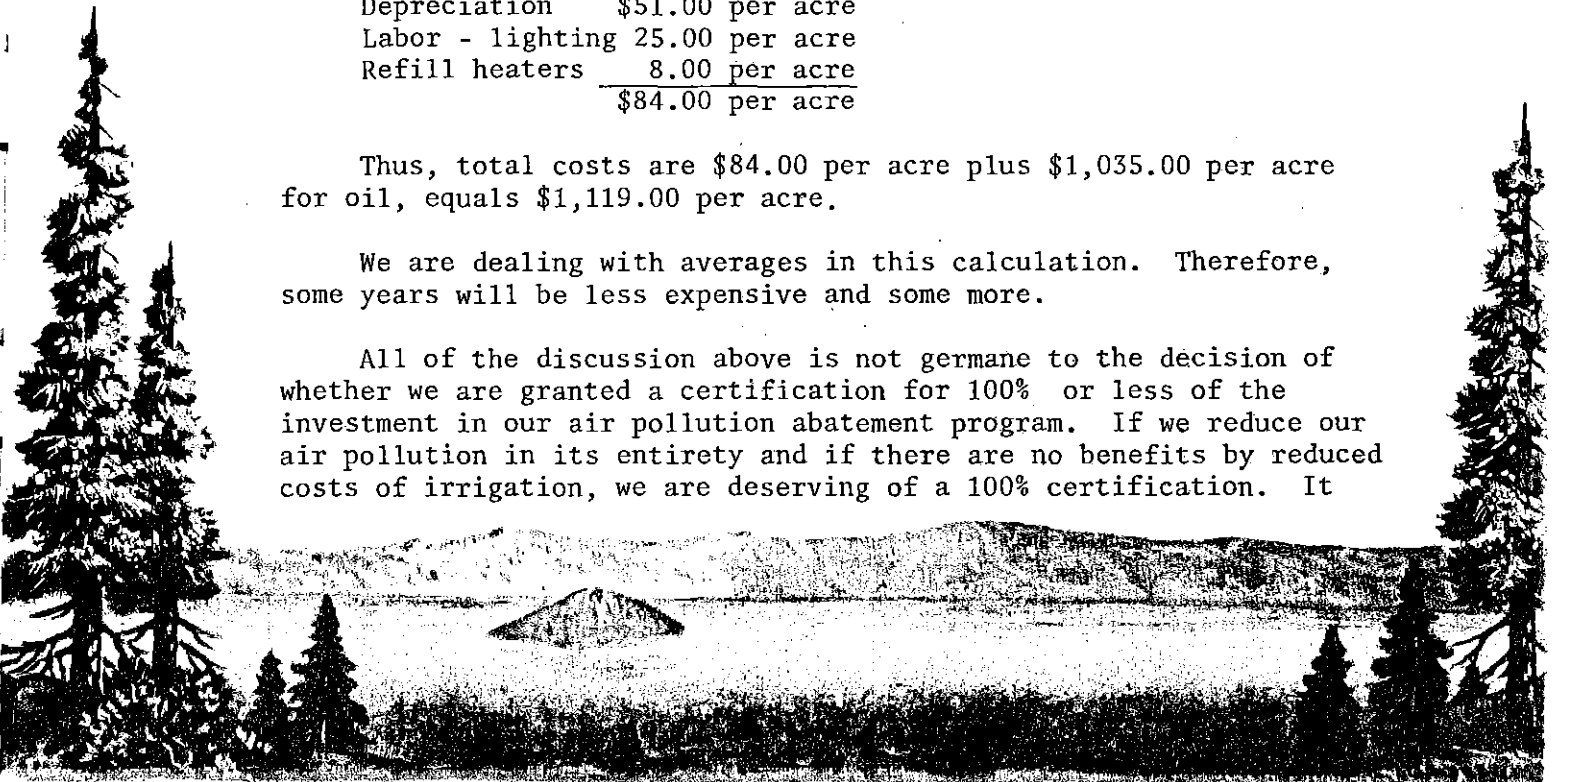 Depreciation $51.00 per acre
Labor - lighting 25.00 per acre
Refill heaters 8.00 per acre
$84.00 per acre
Thus, total costs are $84.00 per acre plus $1,035.00 per acre
for oil, equals $1,119.00 per acre.
We are dealing with averages in this calculation. Therefore,
some years will be less expensive and some more.
All of the discussion above is not germane to the decision of
whether we are granted a certification for 100% or less of the
investment in our air pollution abatement program. If we reduce our
air pollution in its entirety and if there are no benefits by reduced
costs of irrigation, we are deserving of a 100% certification. It